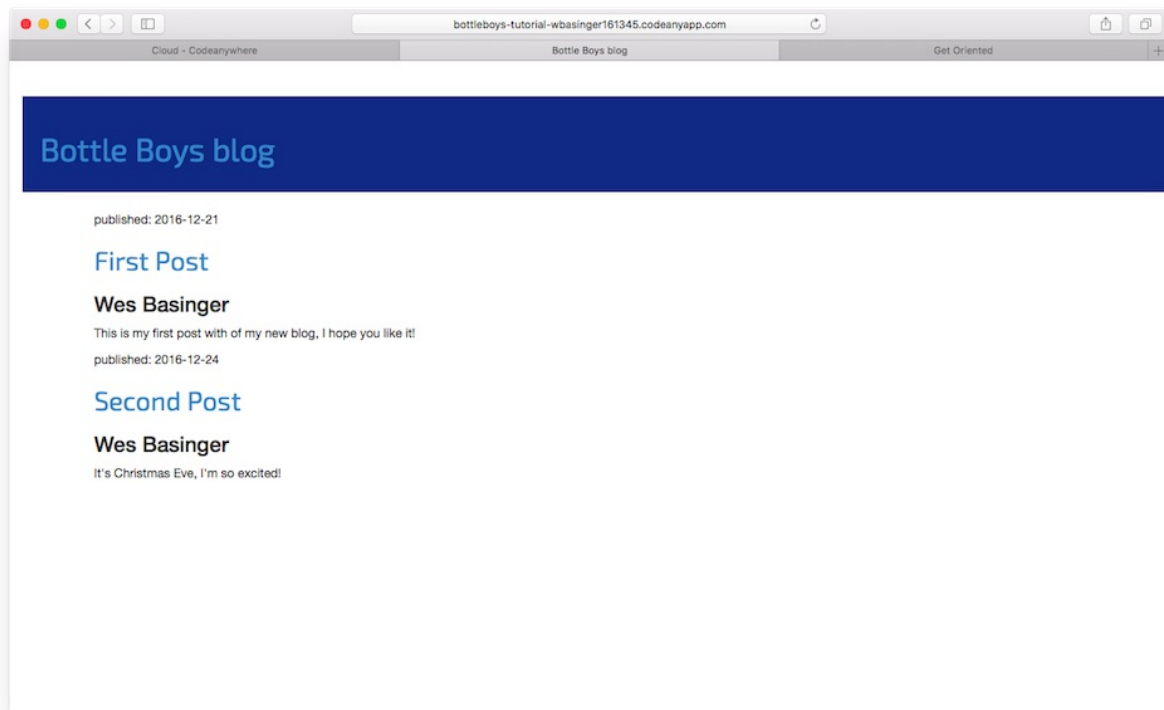 bottleboys-tutorial-wbasinger161345.codeanyapp.com
Cloud - Codeanywhere
Bottle Boys blog
Get Oriented
Bottle Boys blog
published: 2016-12-21
First Post
Wes Basinger
This is my first post with of my new blog, I hope you like it!
published: 2016-12-24
Second Post
Wes Basinger
It's Christmas Eve, I'm so excited!